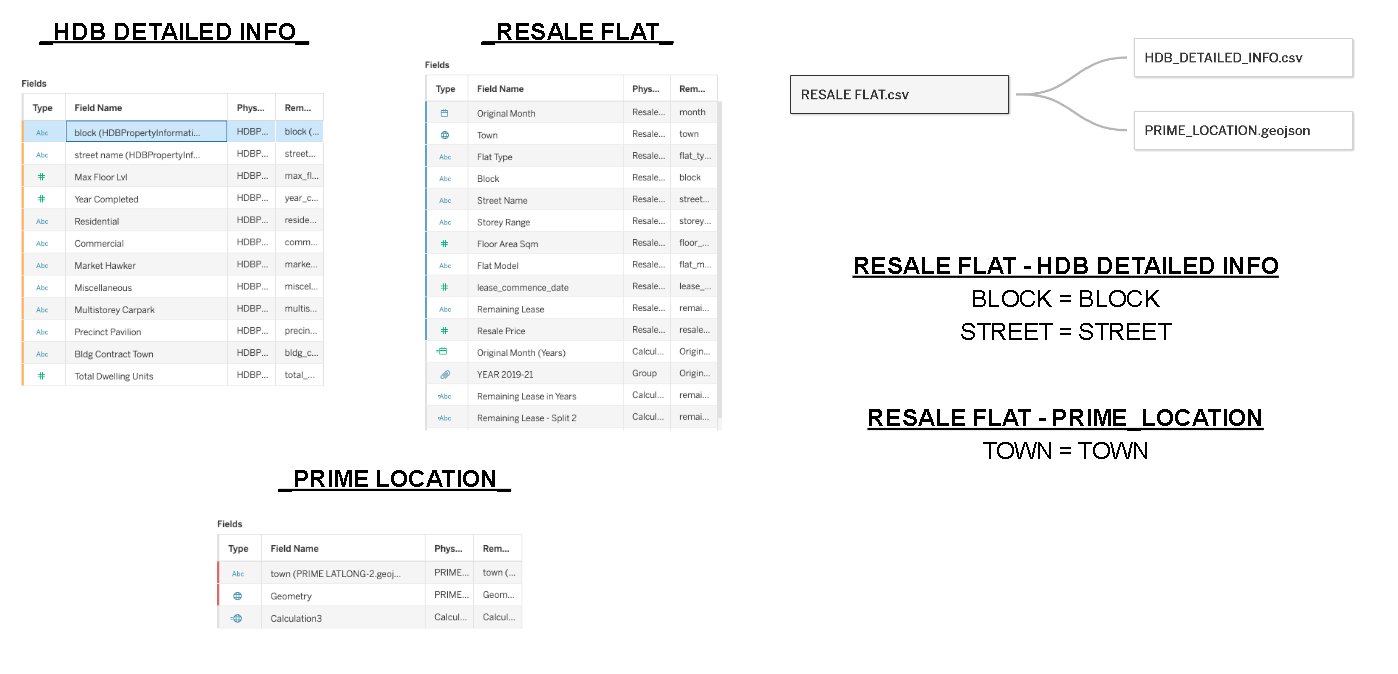 _HDB DETAILED INFO_
Fields
Type Field Name Phys... Rem...
Abc block (HDBPropertyInformati... HDBP... block (...
Abc street name (HDBPropertyInf... HDBP... street...
# Max Floor Lvl HDBP... max_fl...
# Year Completed HDBP... year_c...
Abc Residential HDBP... reside...
Abc Commercial HDBP... comm...
Abc Market Hawker HDBP... marke...
Abc Miscellaneous HDBP... miscel...
Abc Multistorey Carpark HDBP... multis...
Abc Precinct Pavilion HDBP... precin...
Abc Bldg Contract Town HDBP... bldg_c...
# Total Dwelling Units HDBP... total_...
_RESALE FLAT_
Fields
Type Field Name Phys... Rem...
Original Month Resale... month
Town Resale... town
Abc Flat Type Resale... flat_ty...
Abc Block Resale... block
Abc Street Name Resale... street...
Abc Storey Range Resale... storey...
# Floor Area Sqm Resale... floor_...
Abc Flat Model Resale... flat_m...
# lease_commence_date Resale... lease_...
Abc Remaining Lease Resale... remai...
# Resale Price Resale... resale...
Original Month (Years) Calcul... Origin...
YEAR 2019-21 Group Origin...
=Abc Remaining Lease in Years Calcul... remai...
=Abc Remaining Lease - Split 2 Calcul... remai...
_PRIME LOCATION_
Fields
Type Field Name Phys... Rem...
Abc town (PRIME LATLONG-2.geoj... PRIME... town (...
Geometry PRIME... Geom...
Calculation3 Calcul... Calcul...
RESALE FLAT.csv
HDB_DETAILED_INFO.csv
PRIME_LOCATION.geojson
RESALE FLAT - HDB DETAILED INFO
BLOCK = BLOCK
STREET = STREET
RESALE FLAT - PRIME_LOCATION
TOWN = TOWN